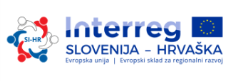 SI-HR
Interreg
SLOVENIJA – HRVAŠKA
Evropska unija | Evropski sklad za regionalni razvoj